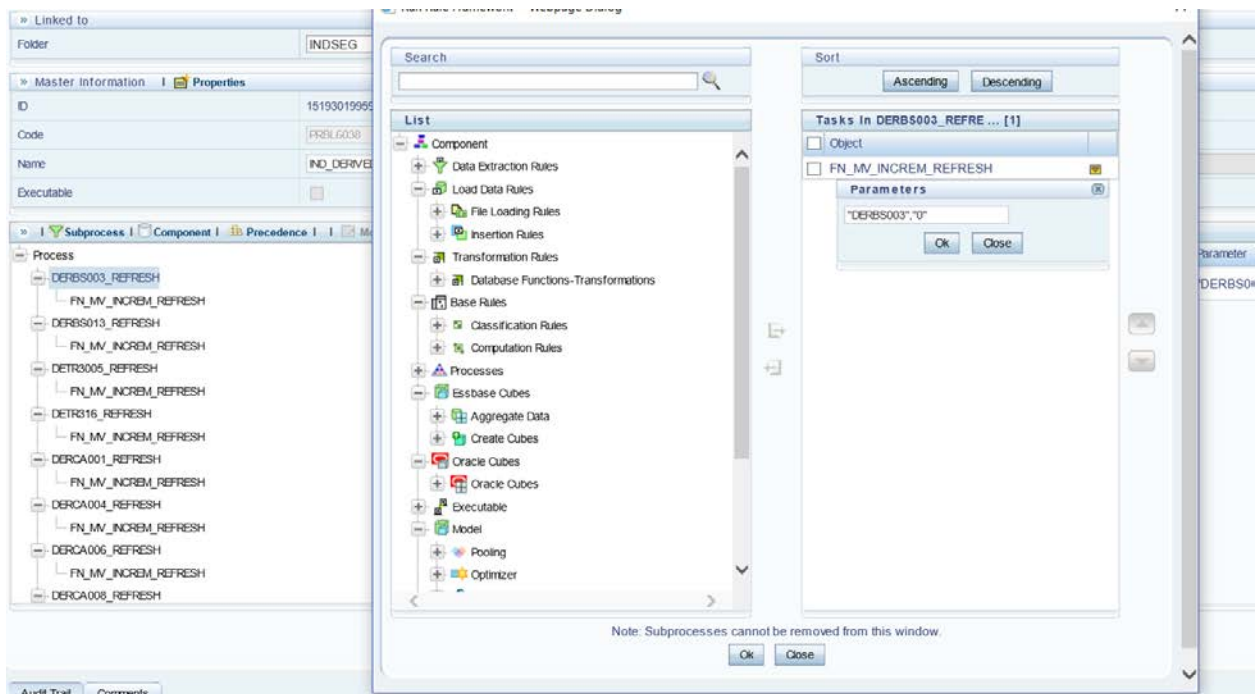 » Linked to
Folder
INDSEG
» Master Information | Properties
ID
15193019959
Code
PRBL6038
Name
IND_DERIVED
Executable
» | Subprocess | Component | Precedence | |
Process
DERBS003_REFRESH
FN_MV_INCREM_REFRESH
DERBS013_REFRESH
FN_MV_INCREM_REFRESH
DETR3005_REFRESH
FN_MV_INCREM_REFRESH
DETR316_REFRESH
FN_MV_INCREM_REFRESH
DERCA001_REFRESH
FN_MV_INCREM_REFRESH
DERCA004_REFRESH
FN_MV_INCREM_REFRESH
DERCA006_REFRESH
FN_MV_INCREM_REFRESH
DERCA008_REFRESH
Audit Trail
Comments
Search
List
Component
Data Extraction Rules
Load Data Rules
File Loading Rules
Insertion Rules
Transformation Rules
Database Functions-Transformations
Base Rules
Classification Rules
Computation Rules
Processes
Essbase Cubes
Aggregate Data
Create Cubes
Oracle Cubes
Oracle Cubes
Executable
Model
Pooling
Optimizer
Sort
Ascending
Descending
Tasks In DERBS003_REFRE ... [1]
Object
FN_MV_INCREM_REFRESH
Parameters
"DERBS003","0"
Ok
Close
Note: Subprocesses cannot be removed from this window.
Ok
Close
Parameter
"DERBS0